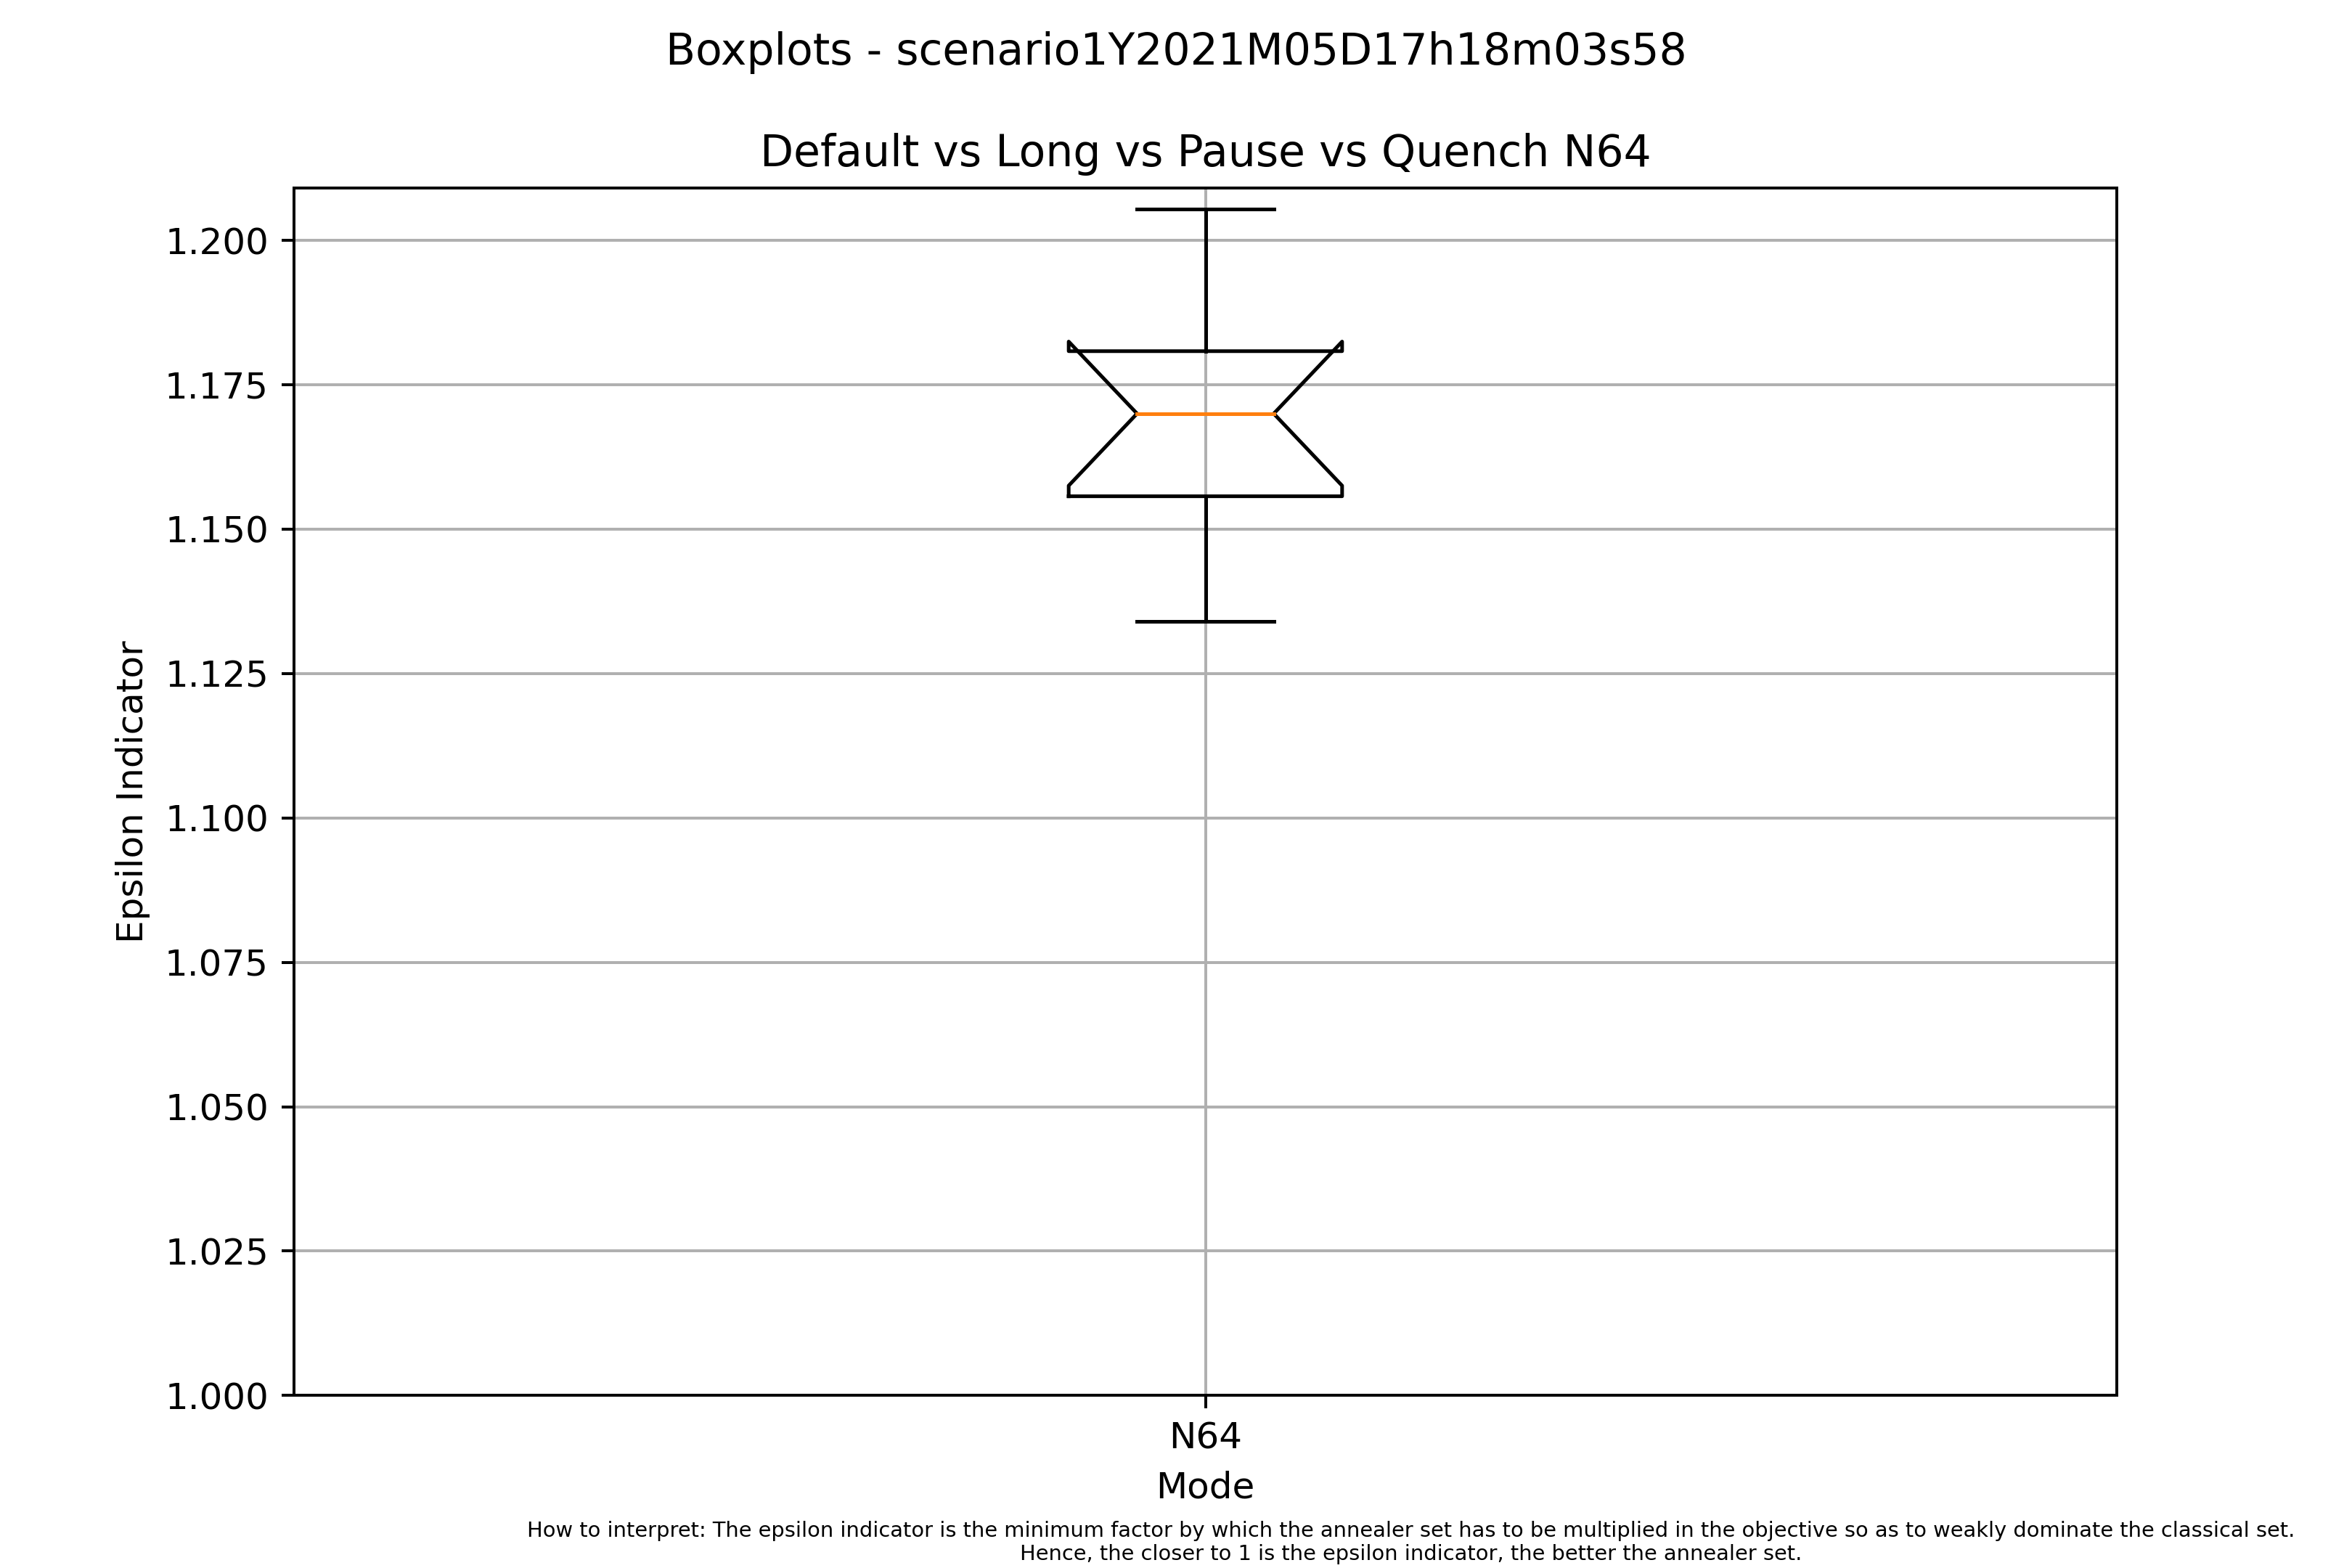 Boxplots - scenario1Y2021M05D17h18m03s58
Default vs Long vs Pause vs Quench N64
1.200
1.175
1.150
1.125
1.100
1.075
1.050
1.025
1.000
Epsilon Indicator
N64
Mode
How to interpret: The epsilon indicator is the minimum factor by which the annealer set has to be multiplied in the objective so as to weakly dominate the classical set.
Hence, the closer to 1 is the epsilon indicator, the better the annealer set.